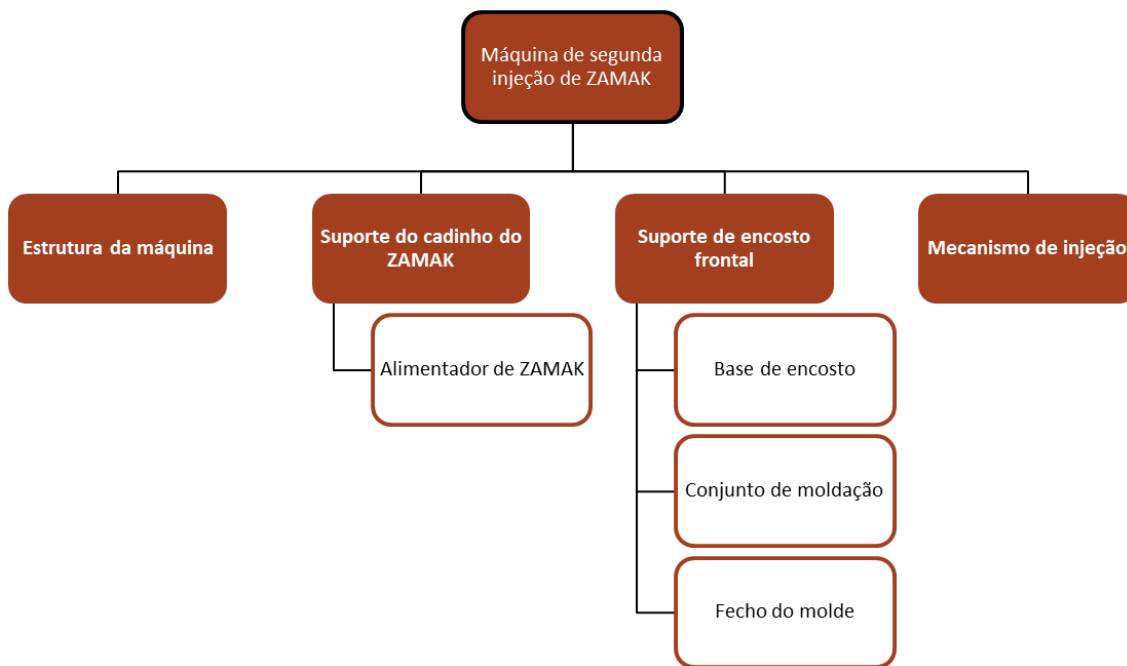 Máquina de segunda
injeção de ZAMAK
Estrutura da máquina
Suporte do cadinho do
ZAMAK
Suporte de encosto
frontal
Mecanismo de injeção
Alimentador de ZAMAK
Base de encosto
Conjunto de moldação
Fecho do molde